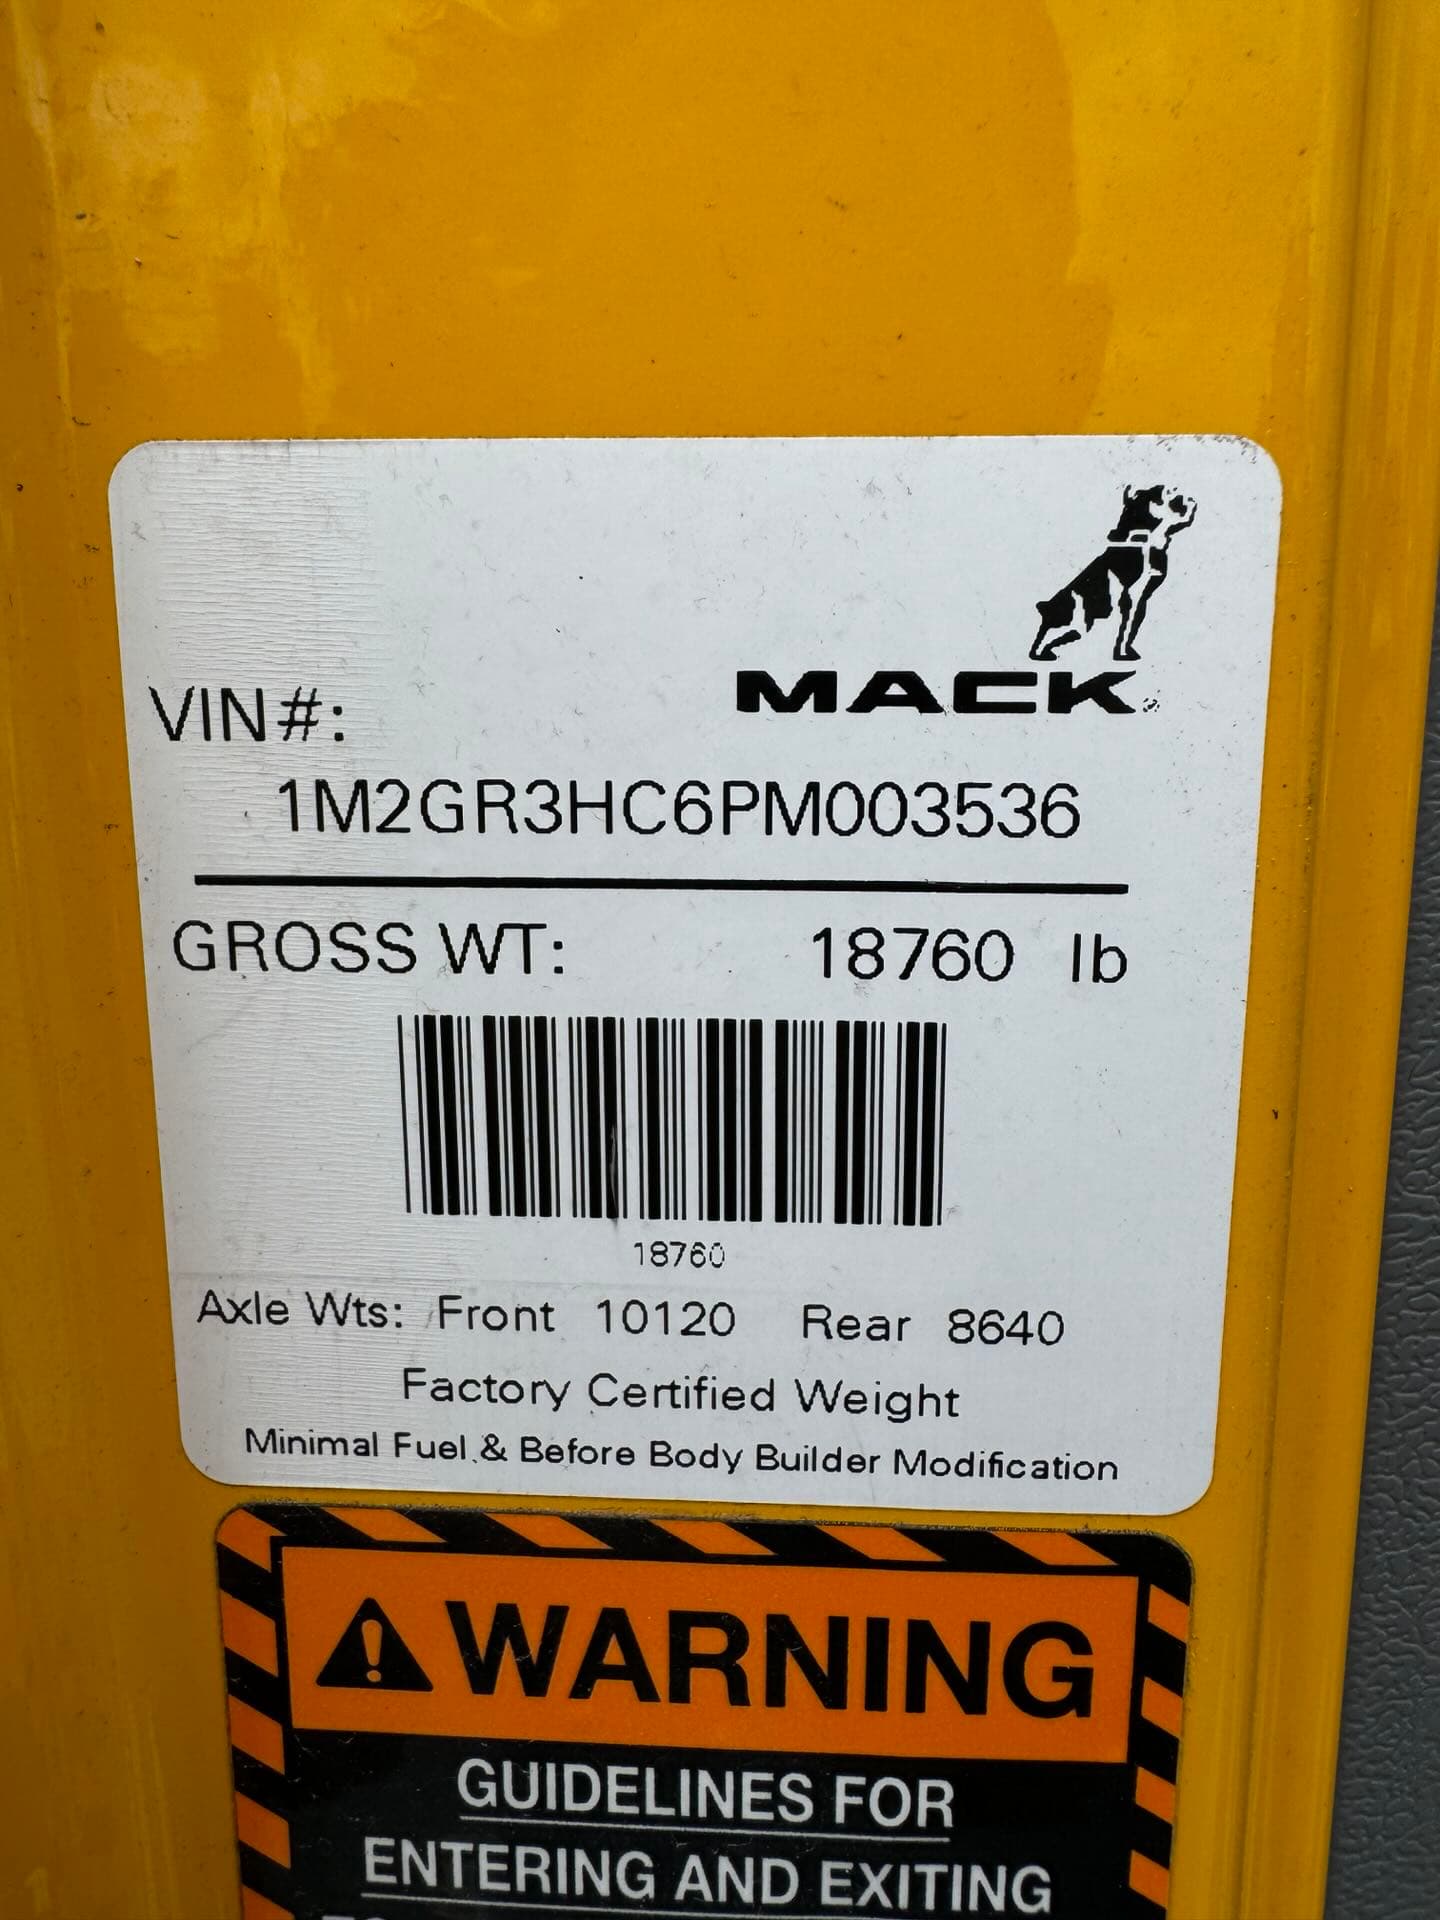 MACK
VIN#:
1M2GR3HC6PM003536
GROSS WT: 18760 lb
18760
Axle Wts: Front 10120 Rear 8640
Factory Certified Weight
Minimal Fuel & Before Body Builder Modification
WARNING
GUIDELINES FOR
ENTERING AND EXITING